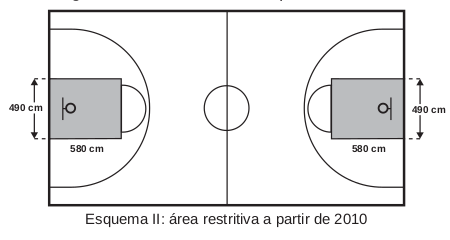 490 cm
490 cm
580 cm
580 cm
Esquema II: área restritiva a partir de 2010